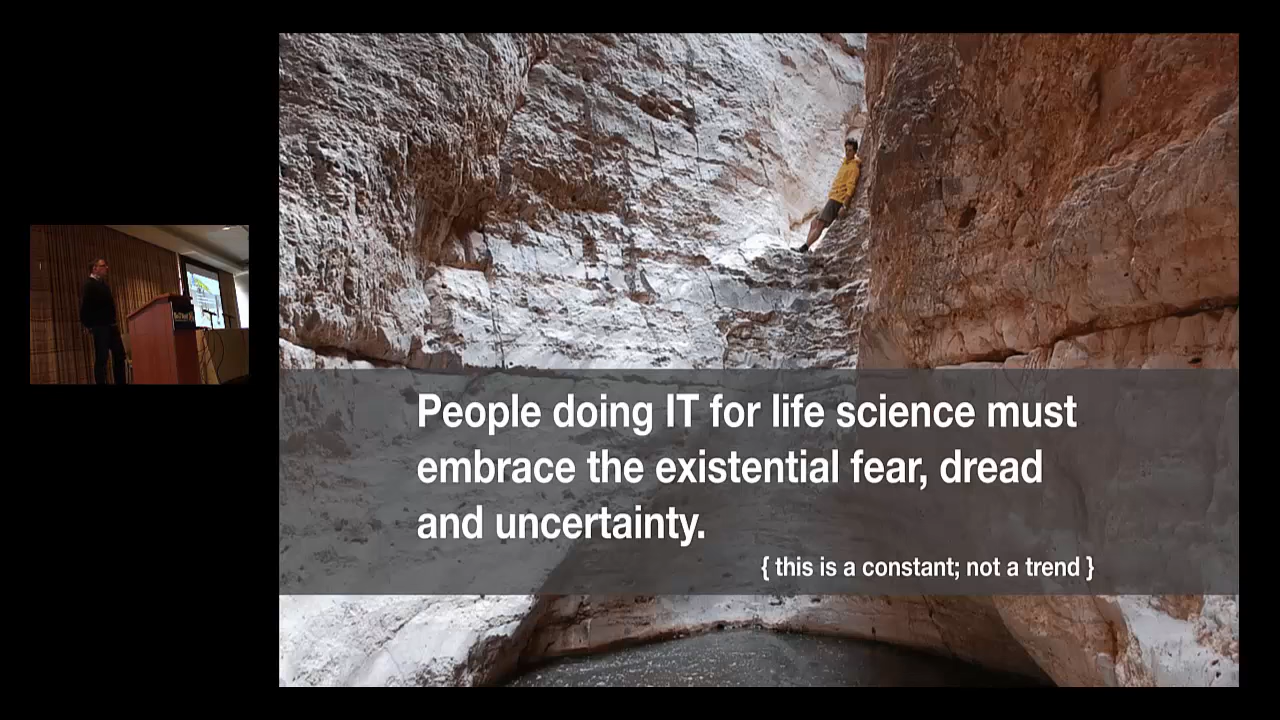 People doing IT for life science must
embrace the existential fear, dread
and uncertainty.
{ this is a constant; not a trend }